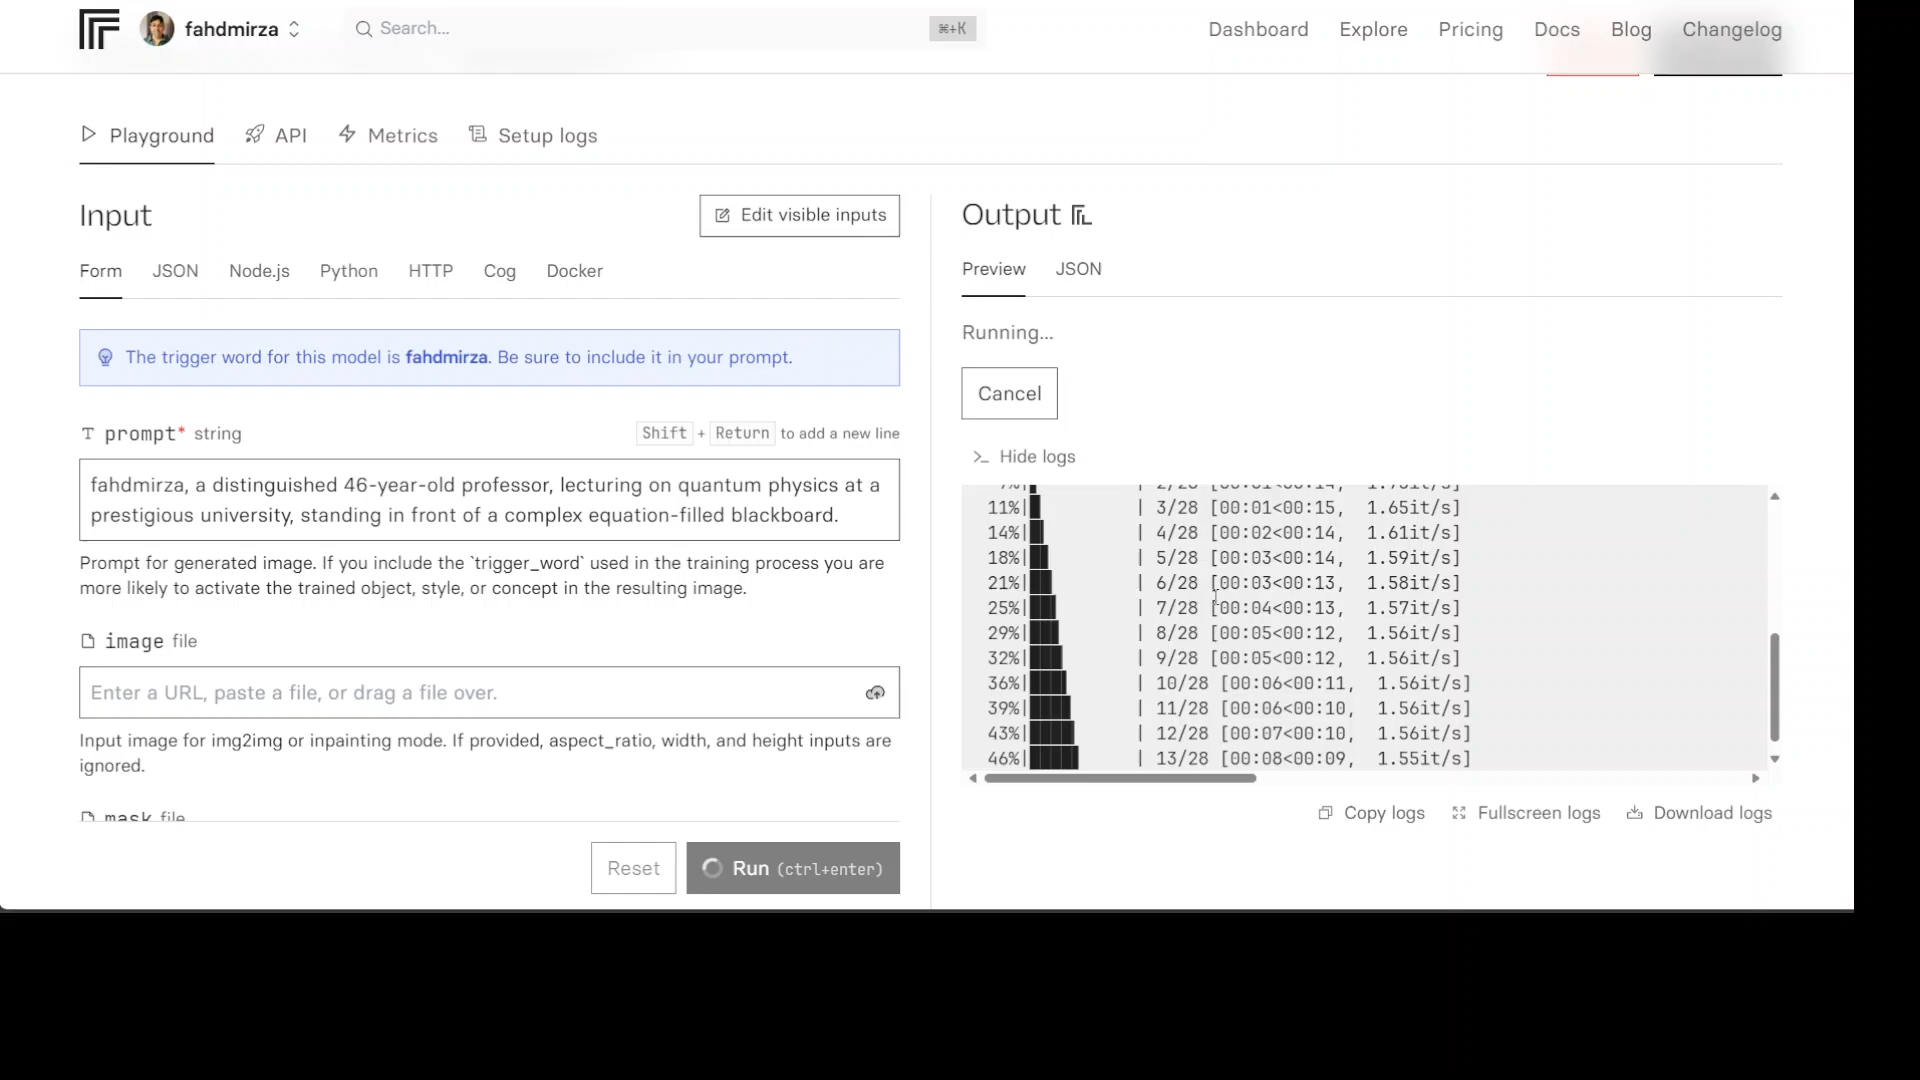 fahdmirza
Search...
⌘+K
Dashboard
Explore
Pricing
Docs
Blog
Changelog
Playground
API
Metrics
Setup logs
Input
Edit visible inputs
Form
JSON
Node.js
Python
HTTP
Cog
Docker
The trigger word for this model is fahdmirza. Be sure to include it in your prompt.
T prompt* string
Shift + Return to add a new line
fahdmirza, a distinguished 46-year-old professor, lecturing on quantum physics at a
prestigious university, standing in front of a complex equation-filled blackboard.
Prompt for generated image. If you include the `trigger_word` used in the training process you are
more likely to activate the trained object, style, or concept in the resulting image.
image file
Enter a URL, paste a file, or drag a file over.
Input image for img2img or inpainting mode. If provided, aspect_ratio, width, and height inputs are
ignored.
mask file
Reset
Run (ctrl+enter)
Output
Preview
JSON
Running...
Cancel
>_ Hide logs
11%| | 3/28 [00:01<00:15, 1.65it/s]
14%| | 4/28 [00:02<00:14, 1.61it/s]
18%| | 5/28 [00:03<00:14, 1.59it/s]
21%| | 6/28 [00:03<00:13, 1.58it/s]
25%| | 7/28 [00:04<00:13, 1.57it/s]
29%| | 8/28 [00:05<00:12, 1.56it/s]
32%| | 9/28 [00:05<00:12, 1.56it/s]
36%| | 10/28 [00:06<00:11, 1.56it/s]
39%| | 11/28 [00:06<00:10, 1.56it/s]
43%| | 12/28 [00:07<00:10, 1.56it/s]
46%| | 13/28 [00:08<00:09, 1.55it/s]
Copy logs
Fullscreen logs
Download logs